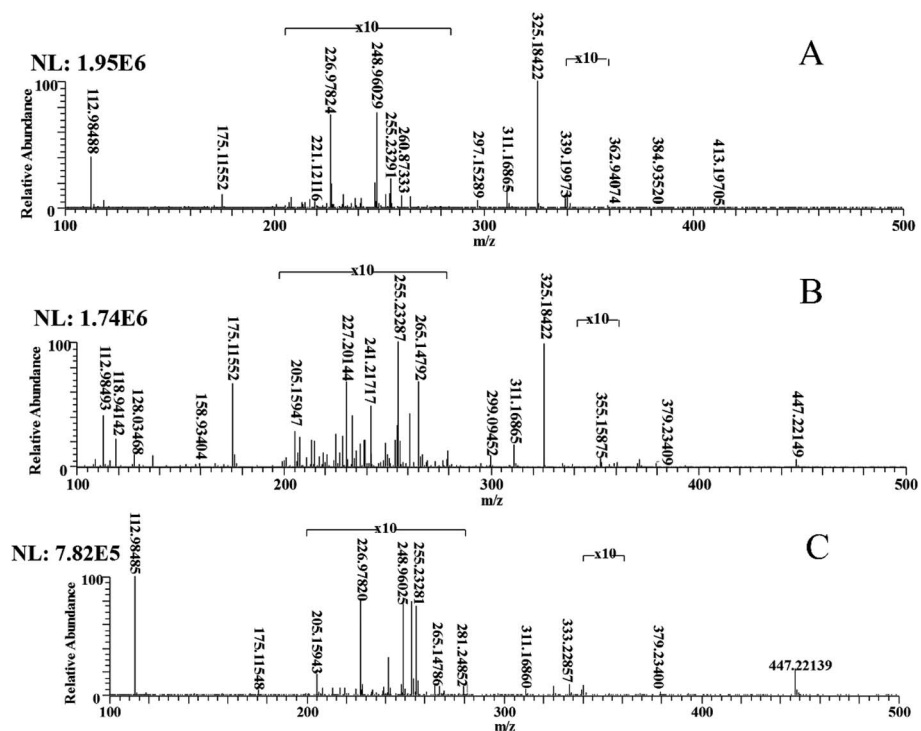 x10
A
NL: 1.95E6
325.18422
x10
226.97824
248.96029
100
112.98488
255.23291
260.87333
175.11552
221.12116
297.15289
311.16865
339.19973
362.94074
384.93520
413.19705
Relative Abundance
0
100 200 300 400 500
m/z
x10
B
NL: 1.74E6
255.23287
325.18422
x10
175.11552
227.20144
241.21717
265.14792
100
112.98493
118.94142
128.03468
158.93404
205.15947
299.09452
311.16865
355.15875
379.23409
447.22149
Relative Abundance
0
100 200 300 400 500
m/z
x10
C
NL: 7.82E5
112.98485
x10
226.97820
248.96025
255.23281
100
175.11548
205.15943
265.14786
281.24852
311.16860
333.22857
379.23400
447.22139
Relative Abundance
0
100 200 300 400 500
m/z